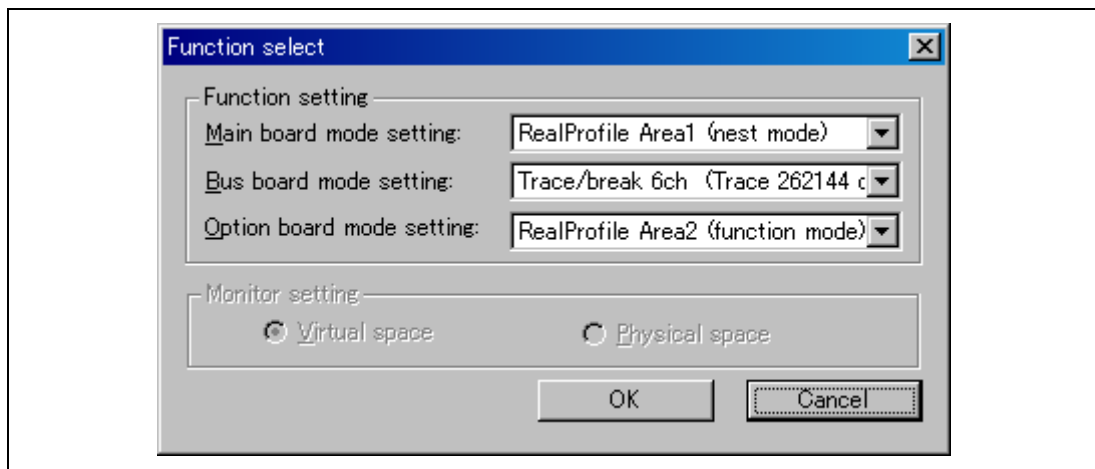 Function select
Function setting
Main board mode setting: RealProfile Area1 (nest mode)
Bus board mode setting: Trace/break 6ch (Trace 262144 c
Option board mode setting: RealProfile Area2 (function mode)
Monitor setting
Virtual space Physical space
OK Cancel